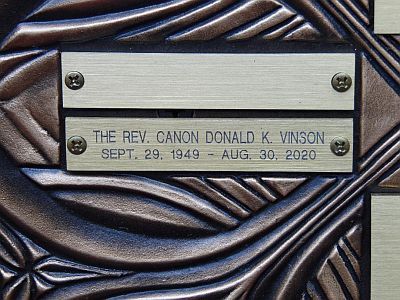 THE REV. CANON DONALD K. VINSON
SEPT. 29, 1949 - AUG. 30, 2020